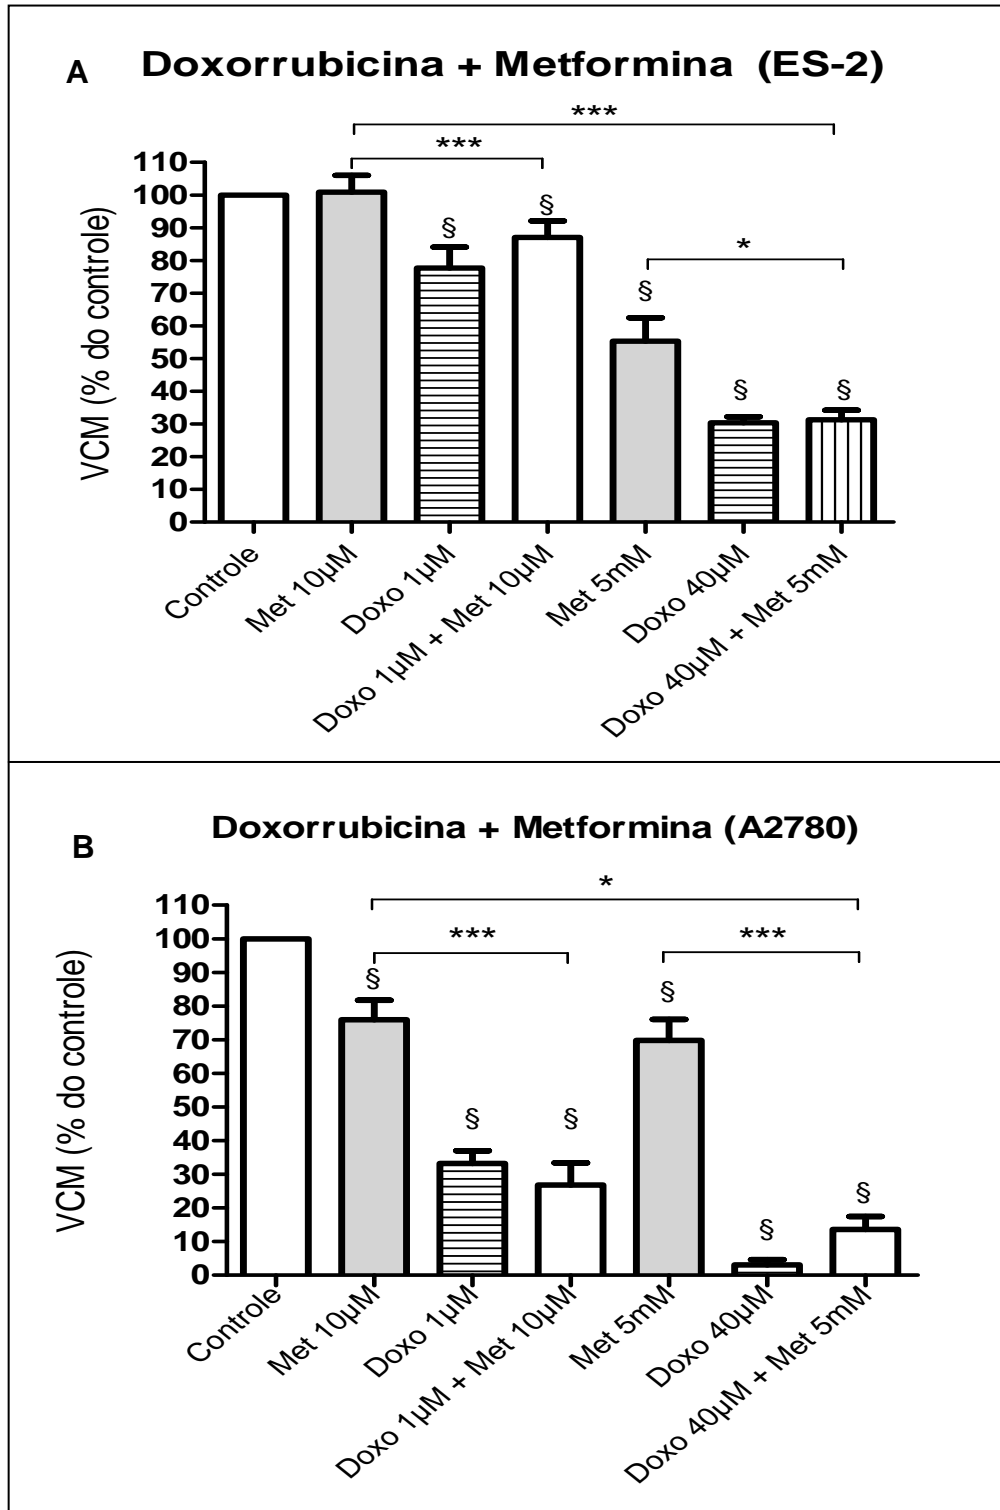 A
Doxorrubicina + Metformina (ES-2)
***
***
*
§
§
§
§
§
VCM (% do controle)
110
100
90
80
70
60
50
40
30
20
10
0
Controle
Met 10µM
Doxo 1µM
Doxo 1µM + Met 10µM
Met 5mM
Doxo 40µM
Doxo 40µM + Met 5mM
B
Doxorrubicina + Metformina (A2780)
*
***
***
§
§
§
§
§
§
VCM (% do controle)
110
100
90
80
70
60
50
40
30
20
10
0
Controle
Met 10µM
Doxo 1µM
Doxo 1µM + Met 10µM
Met 5mM
Doxo 40µM
Doxo 40µM + Met 5mM